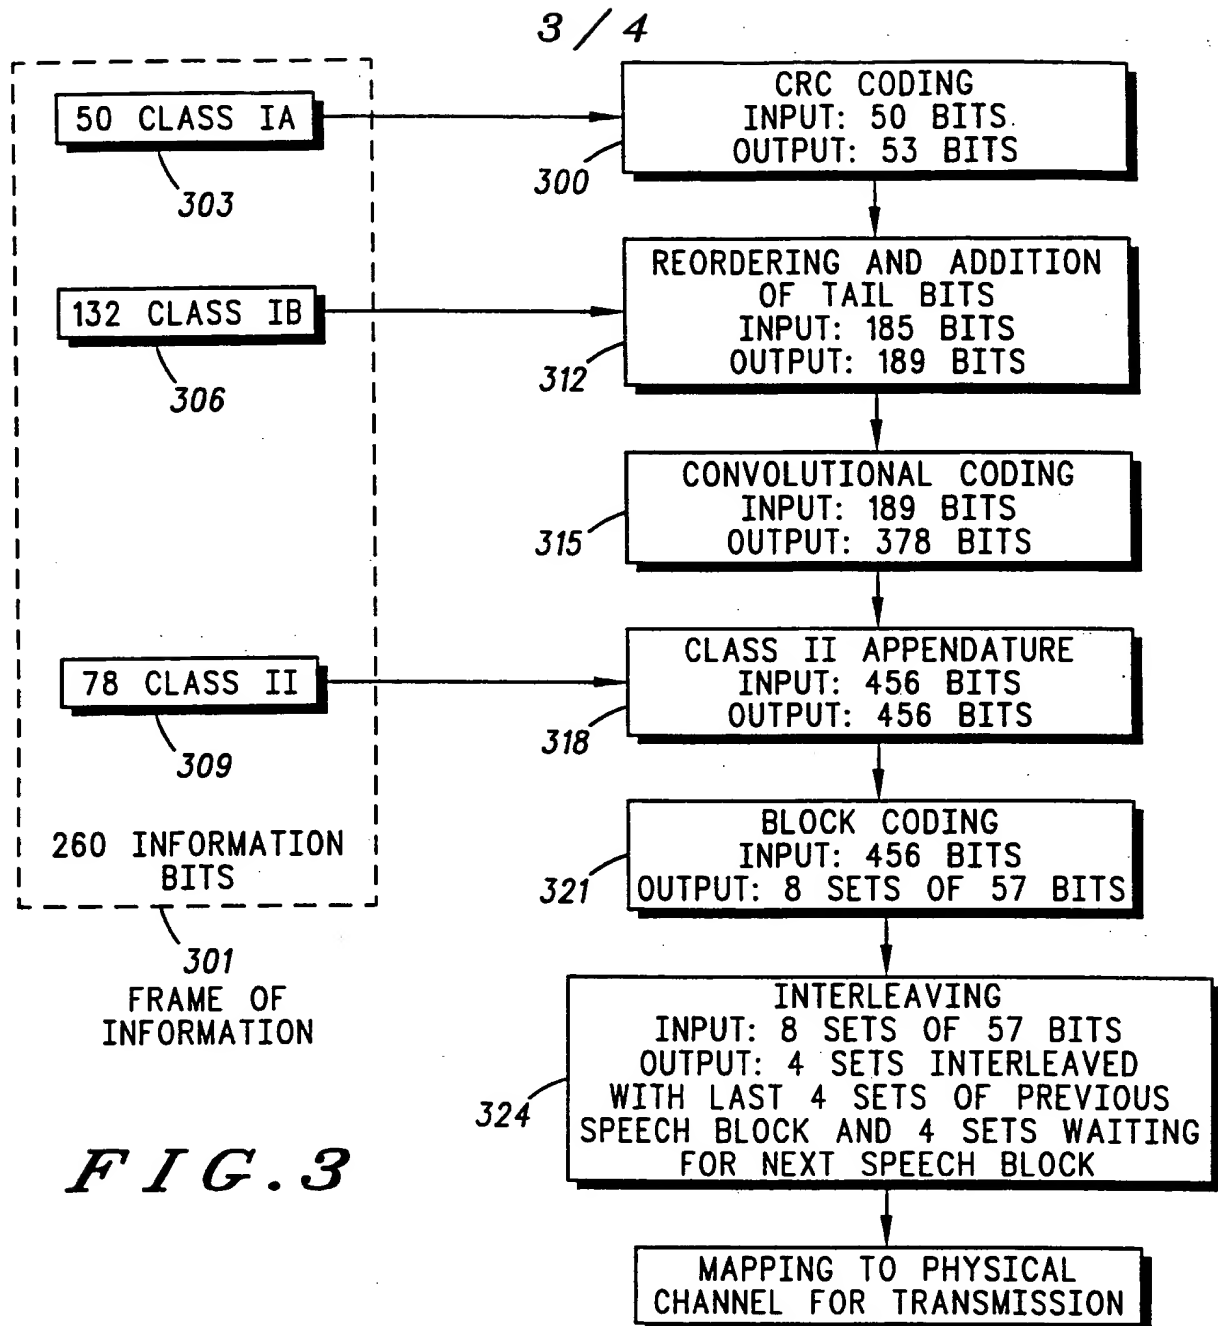 3/4
50 CLASS IA
303
132 CLASS IB
306
78 CLASS II
309
260 INFORMATION
BITS
301
FRAME OF
INFORMATION
CRC CODING
INPUT: 50 BITS
OUTPUT: 53 BITS
300
REORDERING AND ADDITION
OF TAIL BITS
INPUT: 185 BITS
OUTPUT: 189 BITS
312
CONVOLUTIONAL CODING
INPUT: 189 BITS
OUTPUT: 378 BITS
315
CLASS II APPENDATURE
INPUT: 456 BITS
OUTPUT: 456 BITS
318
BLOCK CODING
INPUT: 456 BITS
OUTPUT: 8 SETS OF 57 BITS
321
INTERLEAVING
INPUT: 8 SETS OF 57 BITS
OUTPUT: 4 SETS INTERLEAVED
WITH LAST 4 SETS OF PREVIOUS
SPEECH BLOCK AND 4 SETS WAITING
FOR NEXT SPEECH BLOCK
324
MAPPING TO PHYSICAL
CHANNEL FOR TRANSMISSION
FIG.3